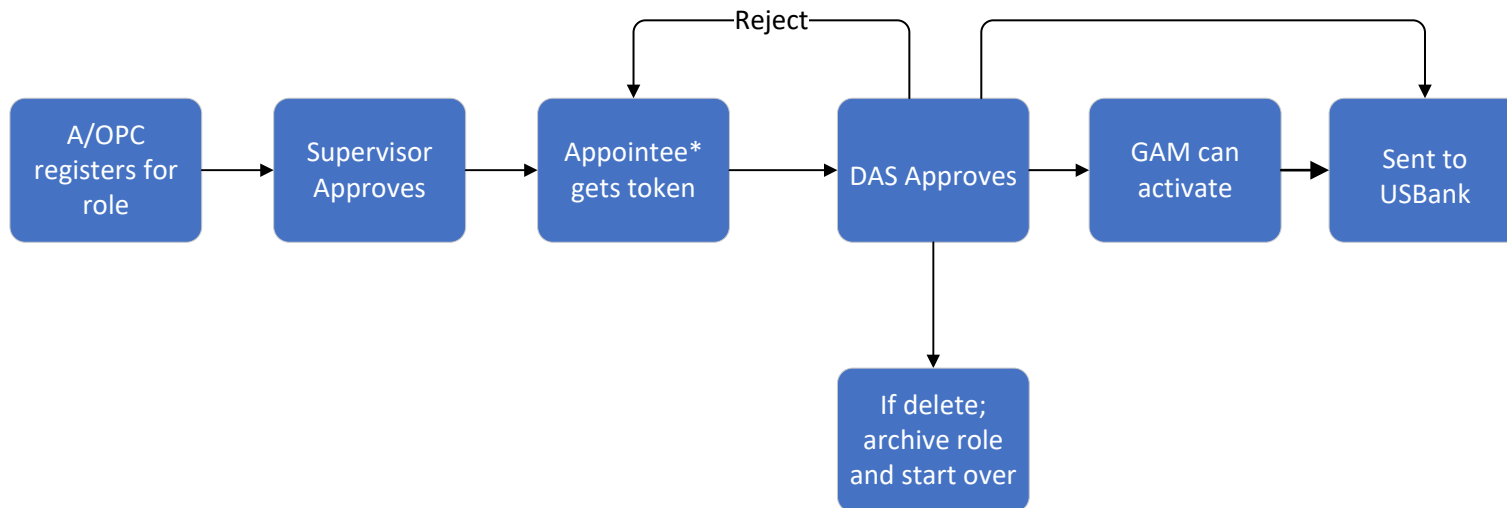 Reject
A/OPC
registers for
role
Supervisor
Approves
Appointee*
gets token
DAS Approves
GAM can
activate
Sent to
USBank
If delete;
archive role
and start over